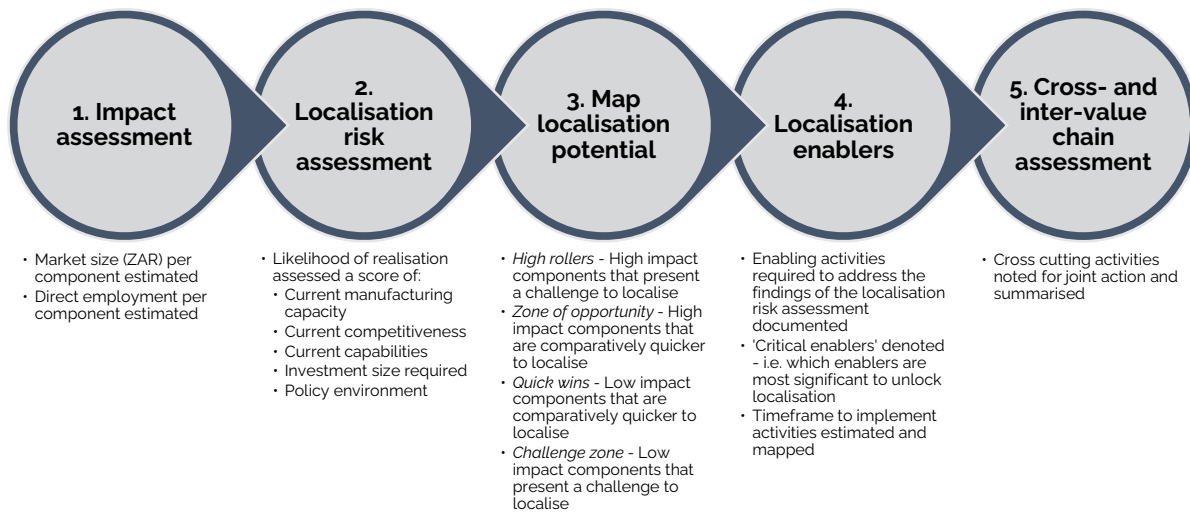 1. Impact
assessment
2.
Localisation
risk
assessment
3. Map
localisation
potential
4.
Localisation
enablers
5. Cross- and
inter-value
chain
assessment
• Market size (ZAR) per
component estimated
• Direct employment per
component estimated
• Likelihood of realisation
assessed a score of:
• Current manufacturing
capacity
• Current competitiveness
• Current capabilities
• Investment size required
• Policy environment
• High rollers - High impact
components that present
a challenge to localise
• Zone of opportunity - High
impact components that
are comparatively quicker
to localise
• Quick wins - Low impact
components that are
comparatively quicker to
localise
• Challenge zone - Low
impact components that
present a challenge to
localise
• Enabling activities
required to address the
findings of the localisation
risk assessment
documented
• 'Critical enablers' denoted
- i.e. which enablers are
most significant to unlock
localisation
• Timeframe to implement
activities estimated and
mapped
• Cross cutting activities
noted for joint action and
summarised